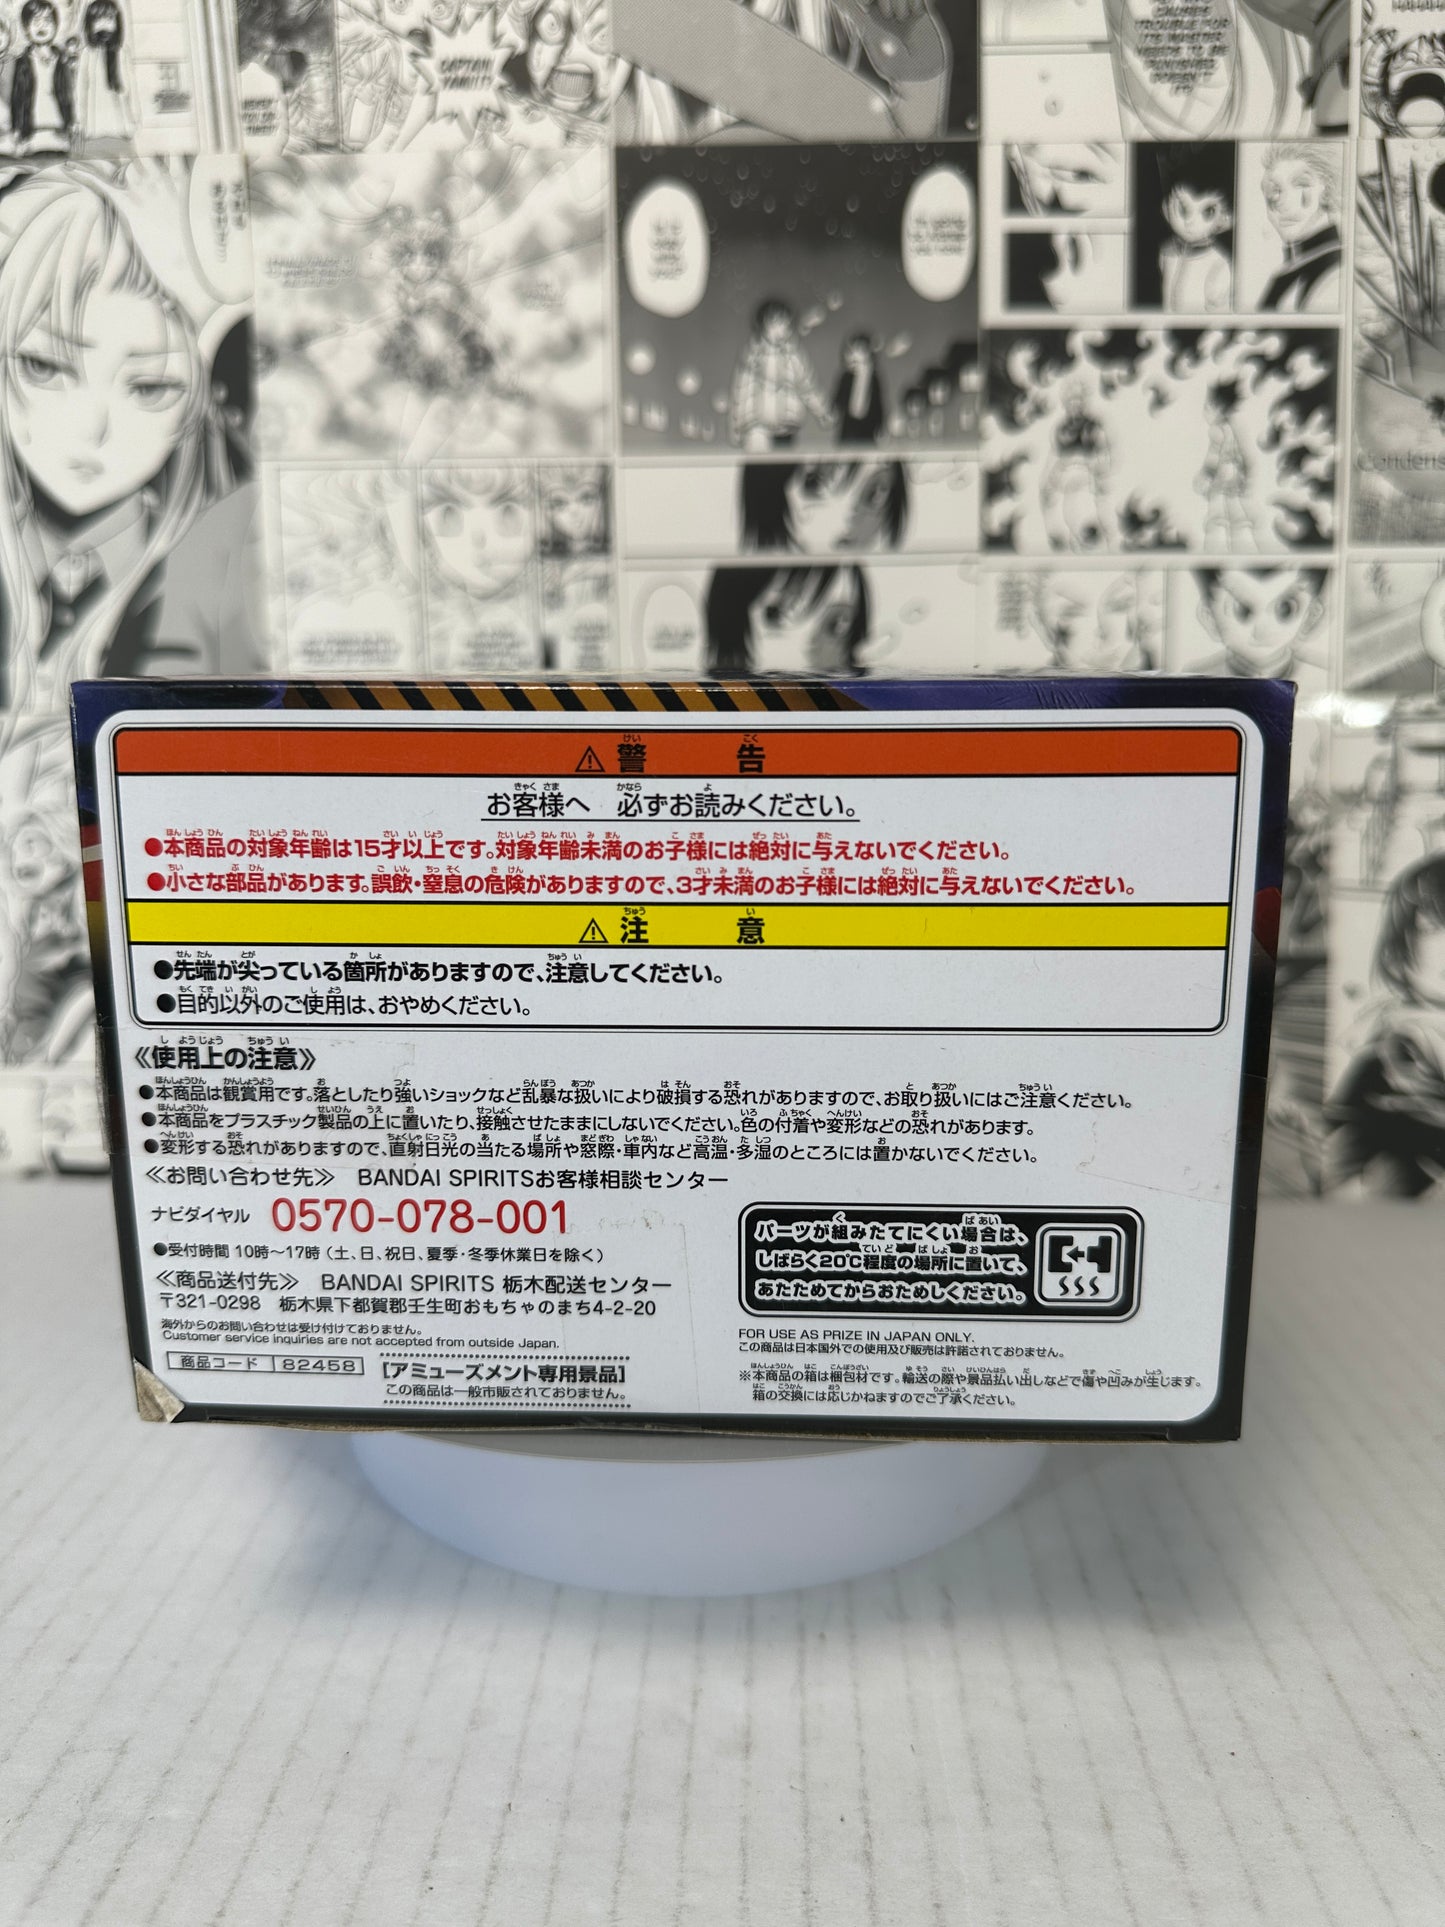 CAPTAIN YAMI!!!
⚠ 警告
お客様へ 必ずお読みください。
●本商品の対象年齢は15才以上です。対象年齢未満のお子様には絶対に与えないでください。
●小さな部品があります。誤飲・窒息の危険がありますので、3才未満のお子様には絶対に与えないでください。
⚠ 注意
●先端が尖っている箇所がありますので、注意してください。
●目的以外のご使用は、おやめください。
《使用上の注意》
●本商品は観賞用です。落としたり強いショックなど乱暴な扱いにより破損する恐れがありますので、お取り扱いにはご注意ください。
●本商品をプラスチック製品の上に置いたり、接触させたままにしないでください。色の付着や変形などの恐れがあります。
●変形する恐れがありますので、直射日光の当たる場所や窓際・車内など高温・多湿のところには置かないでください。
≪お問い合わせ先≫ BANDAI SPIRITSお客様相談センター
ナビダイヤル 0570-078-001
●受付時間 10時〜17時（土、日、祝日、夏季・冬季休業日を除く）
≪商品送付先≫ BANDAI SPIRITS 栃木配送センター
〒321-0298 栃木県下都賀郡壬生町おもちゃのまち4-2-20
海外からのお問い合わせは受け付けておりません。
Customer service inquiries are not accepted from outside Japan.
商品コード 82458
[アミューズメント専用景品]
この商品は一般市販されておりません。
パーツが組みたてにくい場合は、
しばらく20℃程度の場所に置いて、
あたためてからおためしください。
FOR USE AS PRIZE IN JAPAN ONLY.
この商品は日本国外での使用及び販売は許諾されておりません。
※本商品の箱は梱包材です。輸送の際や景品払い出しなどで傷や凹みが生じます。
箱の交換には応じかねますのでご了承ください。